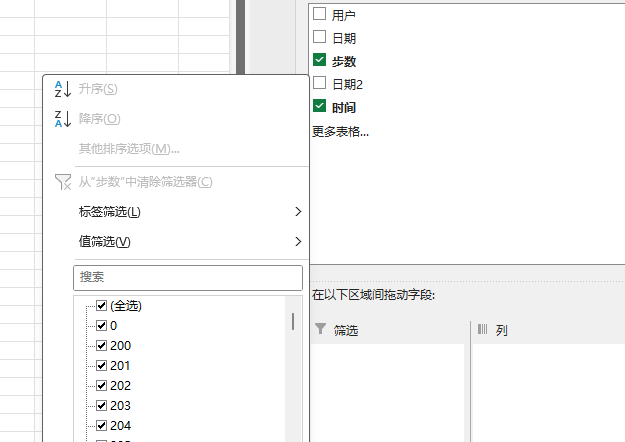 用户
日期
步数
日期2
时间
更多表格...
升序(S)
降序(O)
其他排序选项(M)...
从"步数"中清除筛选器(C)
标签筛选(L)
值筛选(V)
搜索
(全选)
0
200
201
202
203
204
在以下区间拖动字段:
筛选
列